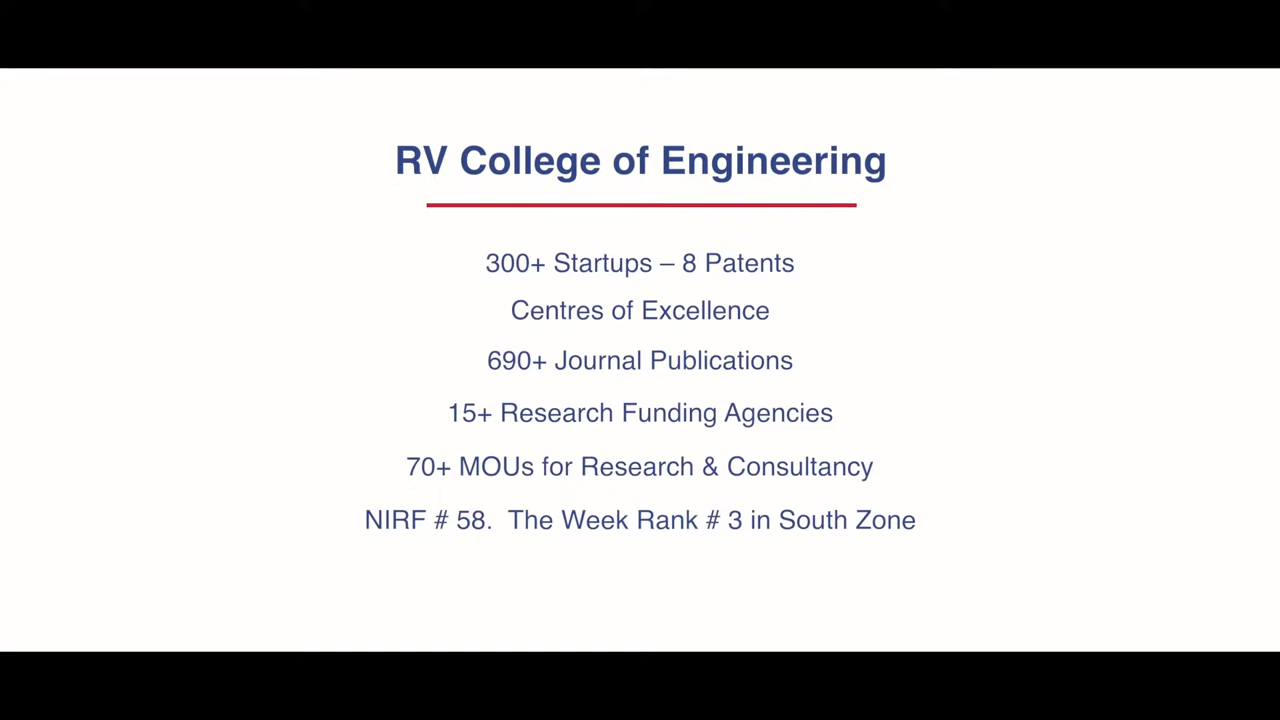 RV College of Engineering
300+ Startups – 8 Patents
Centres of Excellence
690+ Journal Publications
15+ Research Funding Agencies
70+ MOUs for Research & Consultancy
NIRF # 58.  The Week Rank # 3 in South Zone